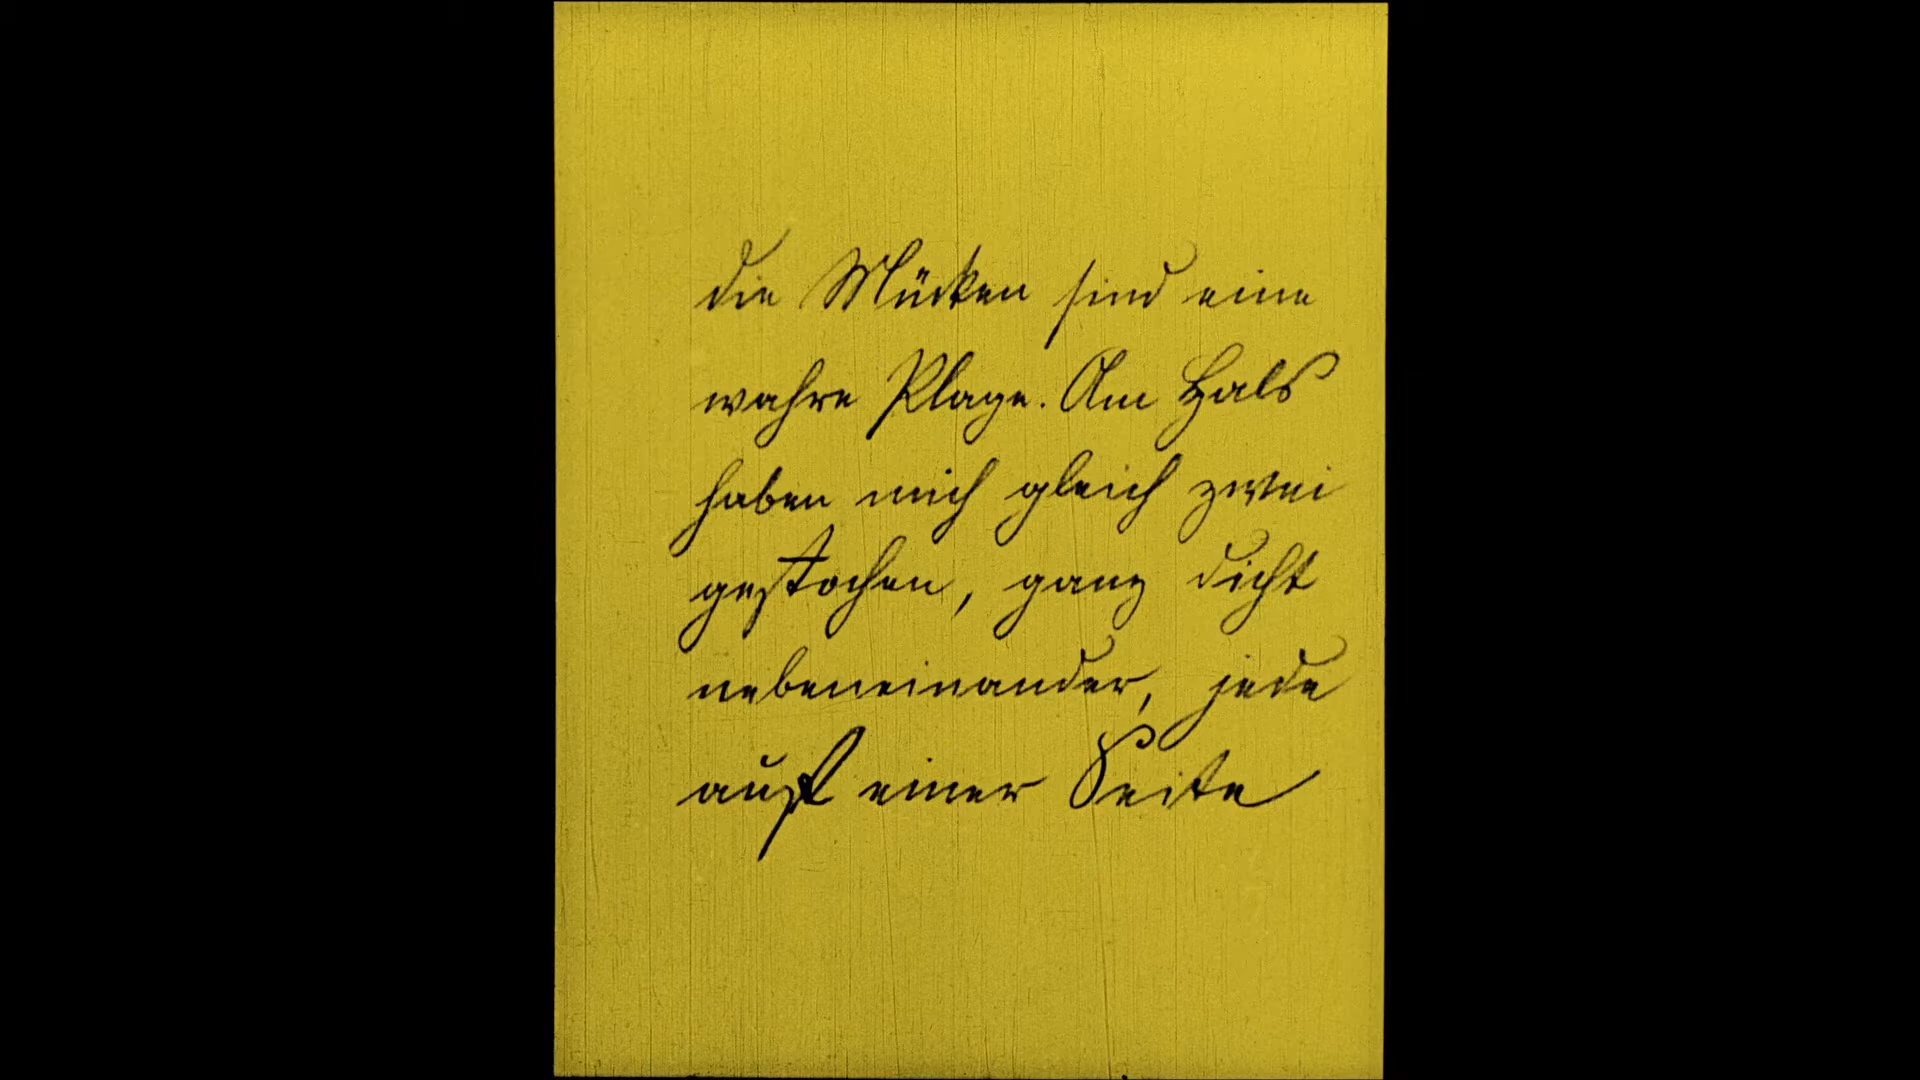 die Mücken sind eine
wahre Plage. Am Hals
haben mich gleich zwei
gestochen, ganz dicht
nebeneinander, jede
auf einer Seite